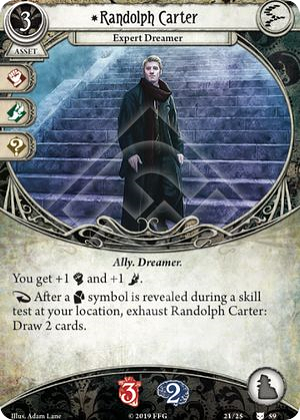 3
*Randolph Carter
Expert Dreamer
ASSET
?
Ally. Dreamer.
You get +1 and +1 .
After a symbol is revealed during a skill
test at your location, exhaust Randolph Carter:
Draw 2 cards.
3 2
Illus. Adam Lane © 2019 FFG 21/25 59